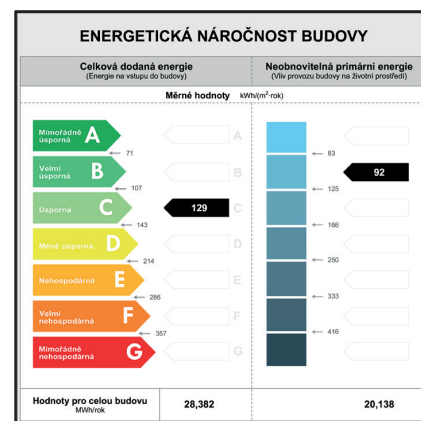 ENERGETICKÁ NÁROČNOST BUDOVY
Celková dodaná energie
(Energie na vstupu do budovy)
Neobnovitelná primární energie
(Vliv provozu budovy na životní prostředí)
Měrné hodnoty kWh/(m²·rok)
Mimořádně úsporná A
A
71
83
Velmi úsporná B
B
92
107
125
Úsporná C
129
C
143
166
Méně úsporná D
D
214
250
Nehospodárná E
E
286
333
Velmi nehospodárná F
F
357
416
Mimořádně nehospodárná G
G
Hodnoty pro celou budovu
MWh/rok
28,382
20,138